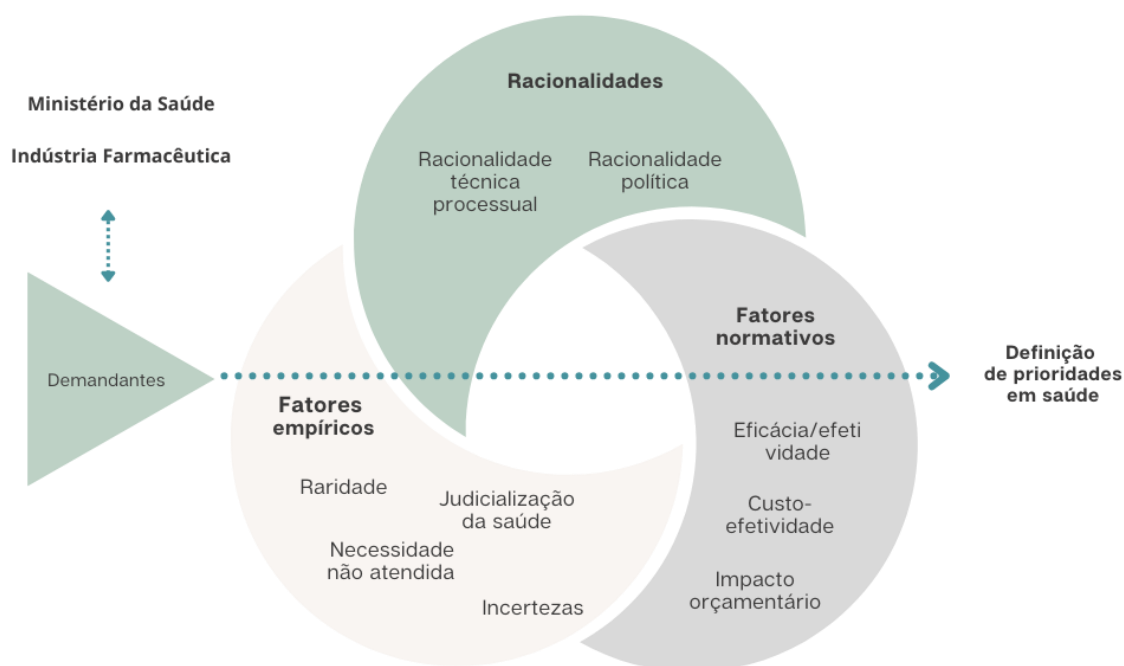 Ministério da Saúde
Indústria Farmacêutica
Demandantes
Racionalidades
Racionalidade
técnica
processual
Racionalidade
política
Fatores
empíricos
Raridade
Judicialização
da saúde
Necessidade
não atendida
Incertezas
Fatores
normativos
Eficácia/efeti
vidade
Custo-
efetividade
Impacto
orçamentário
Definição
de prioridades
em saúde